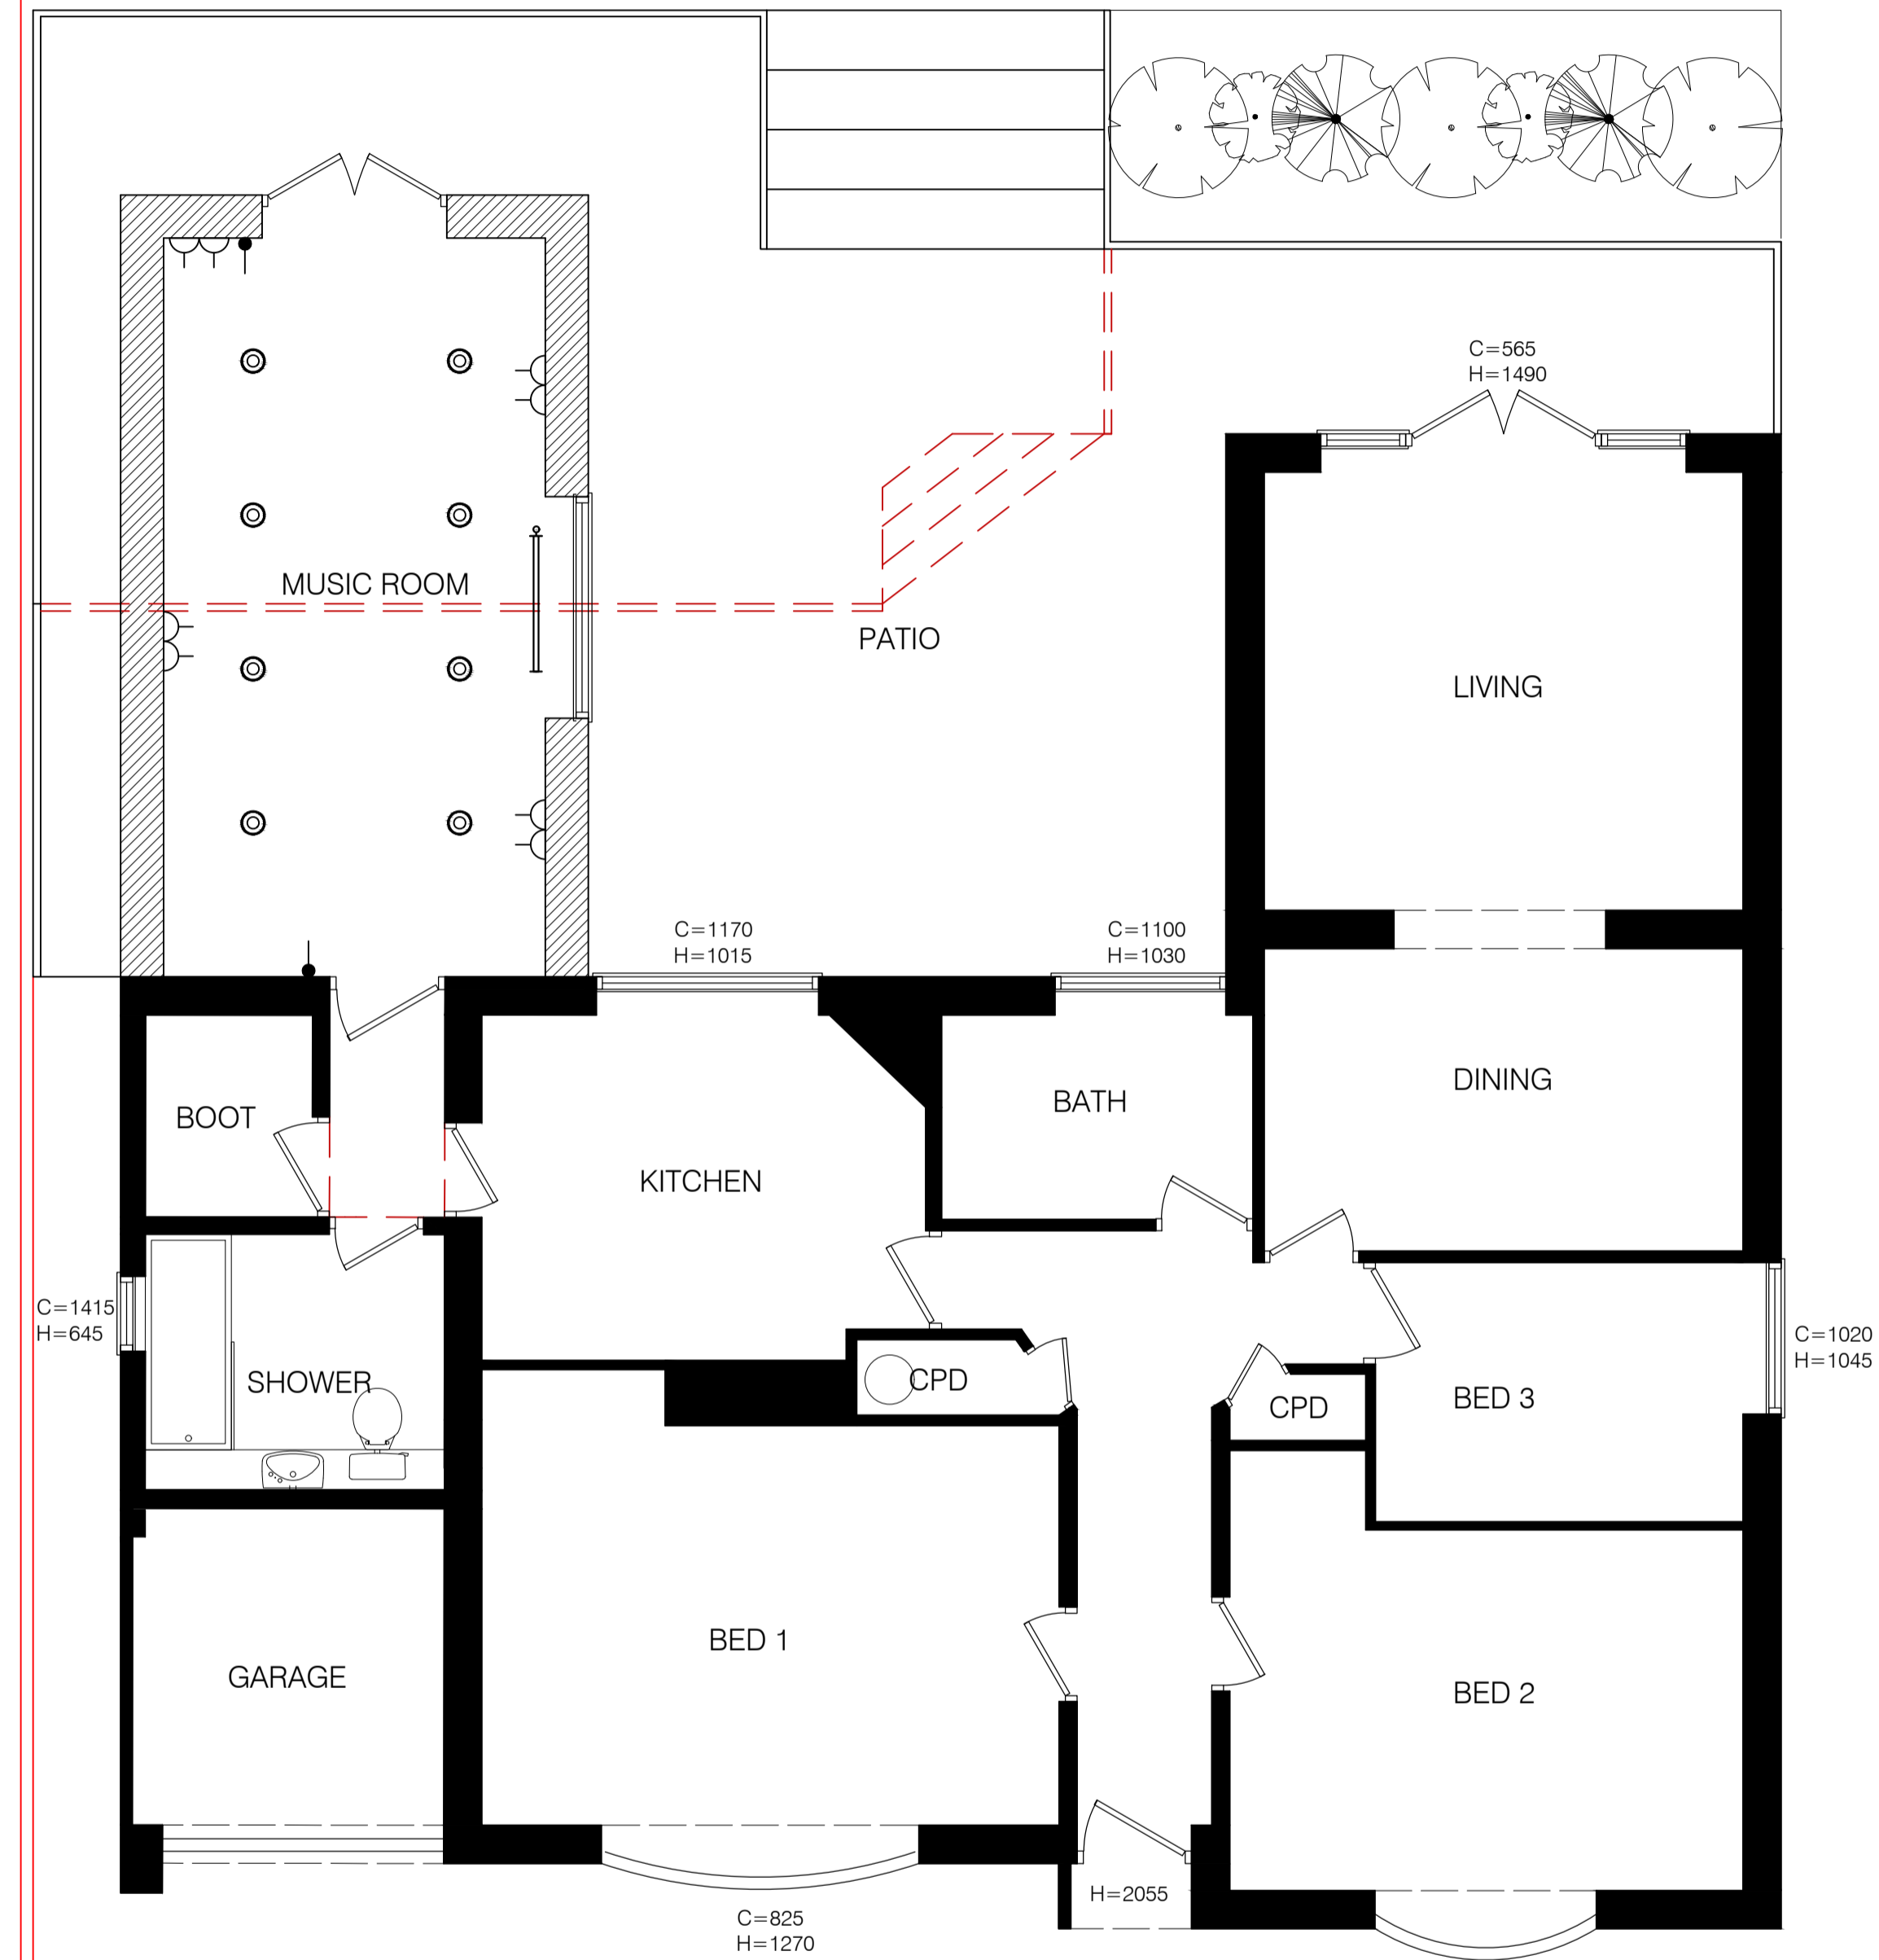 C=565
H=1490
MUSIC ROOM
PATIO
LIVING
C=1170
H=1015
C=1100
H=1030
DINING
BATH
BOOT
KITCHEN
C=1415
H=645
C=1020
H=1045
SHOWER
CPD
CPD
BED 3
BED 1
GARAGE
BED 2
H=2055
C=825
H=1270